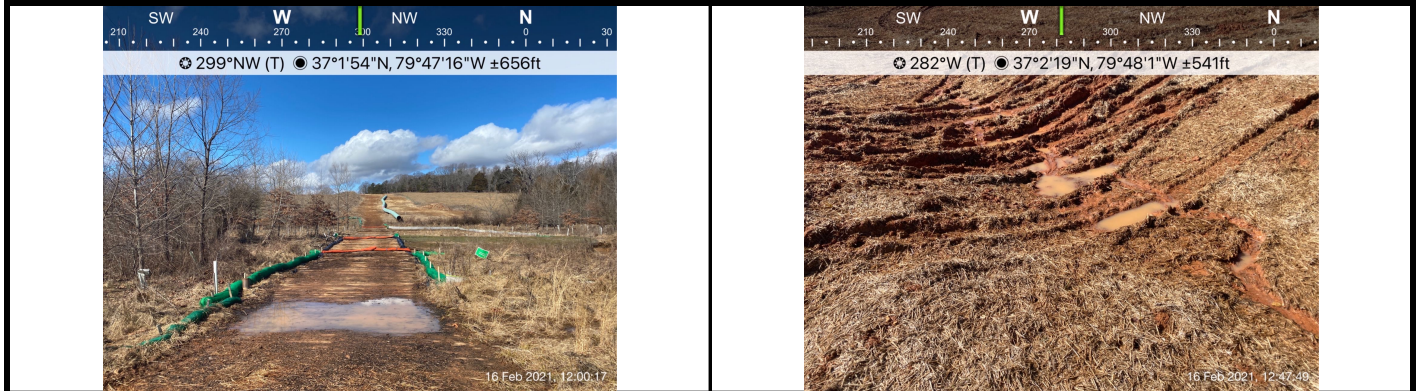 SW W NW N
210 240 270 300 330 0 30
299°NW (T) 37°1'54"N, 79°47'16"W ±656ft
16 Feb 2021, 12:00:17
SW W NW N
210 240 270 300 330 0
282°W (T) 37°2'19"N, 79°48'1"W ±541ft
16 Feb 2021, 12:47:49